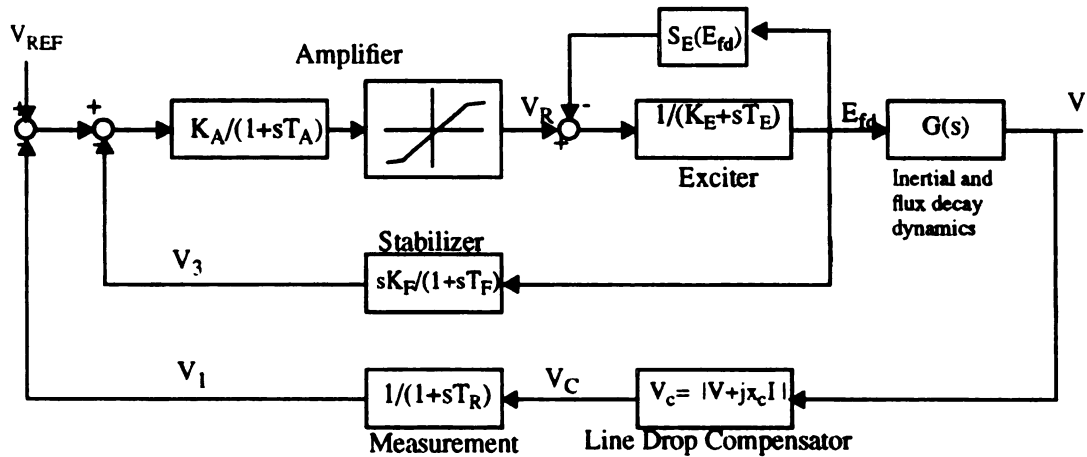 V_REF
+
-
+
-
Amplifier
K_A/(1+sT_A)
V_R
+
-
S_E(E_fd)
1/(K_E+sT_E)
Exciter
E_fd
G(s)
Inertial and
flux decay
dynamics
V
Stabilizer
sK_F/(1+sT_F)
V_3
V_1
1/(1+sT_R)
Measurement
V_C
V_c= |V+jx_cI|
Line Drop Compensator